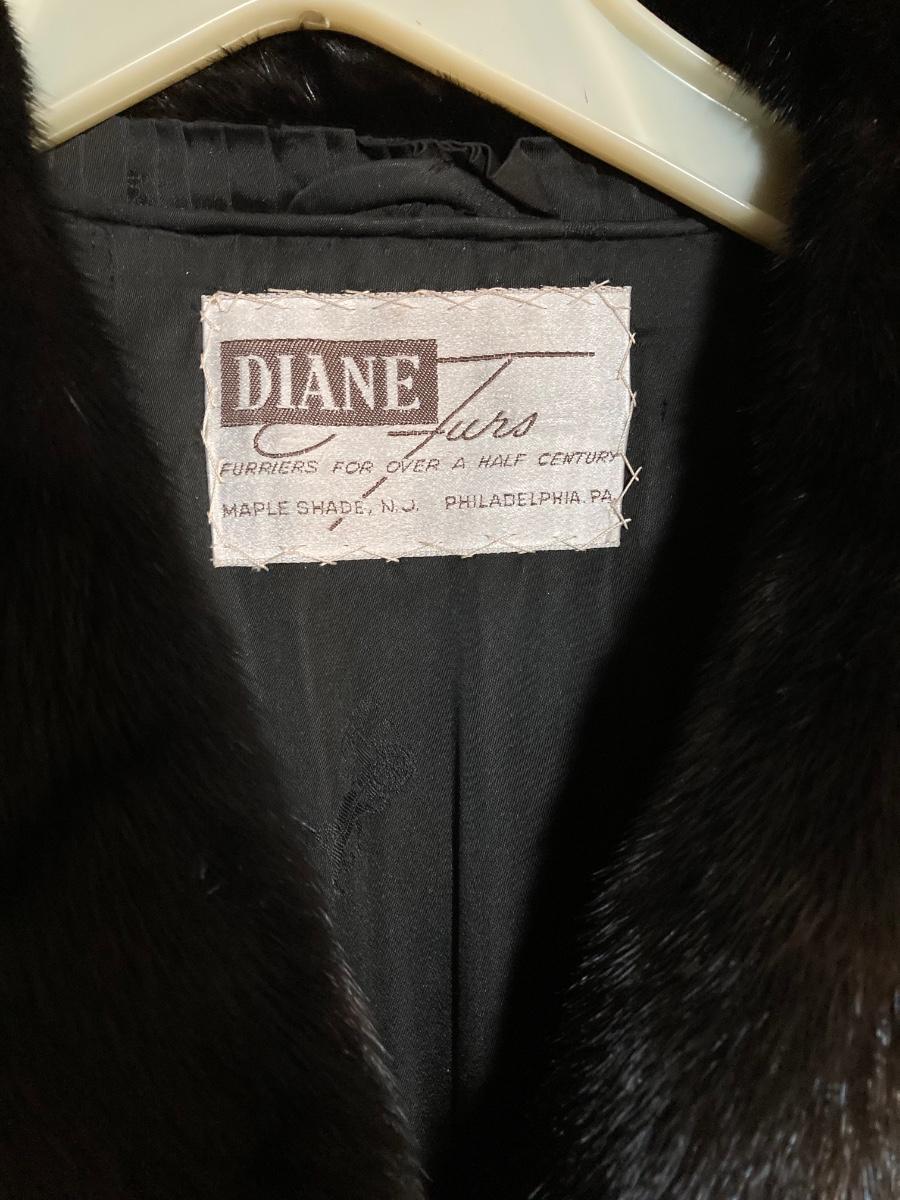 DIANE Furs
FURRIERS FOR OVER A HALF CENTURY
MAPLE SHADE, N.J. PHILADELPHIA. PA.